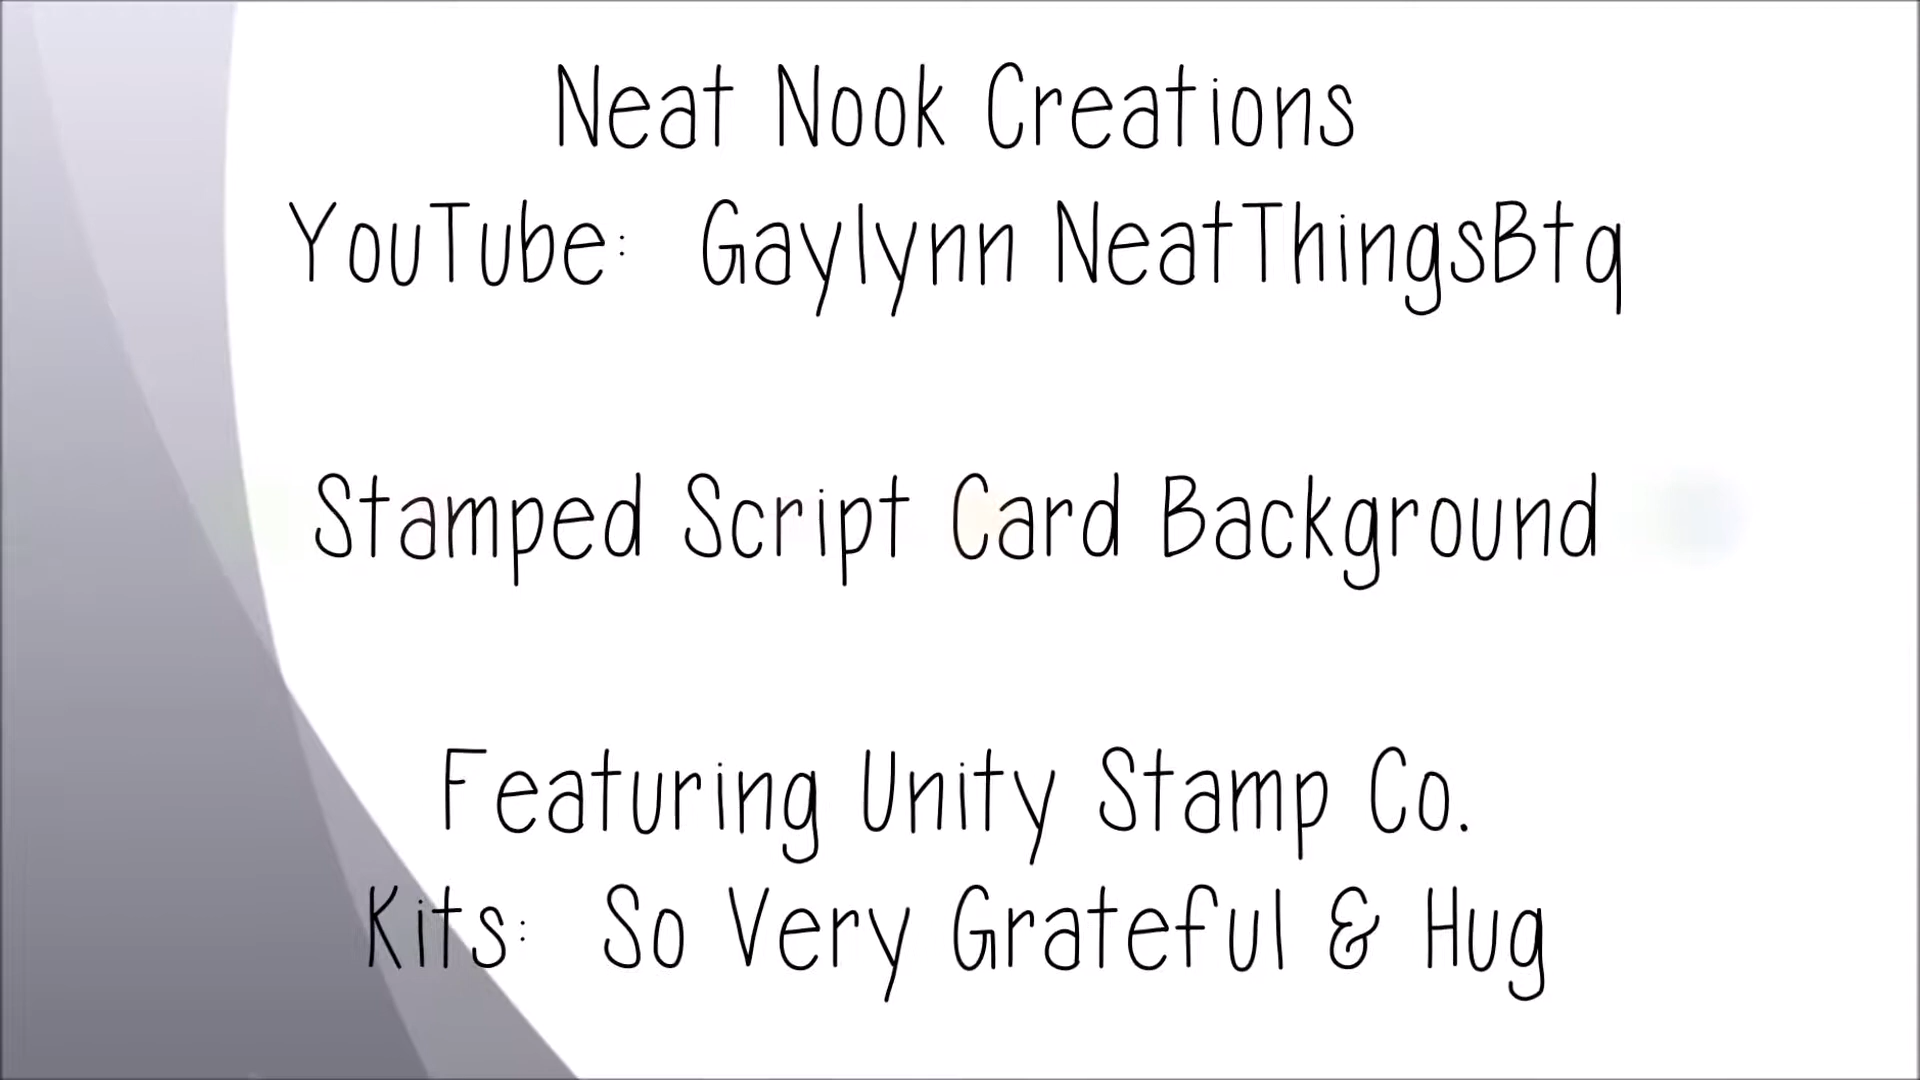 Neat Nook Creations
YouTube: Gaylynn NeatThingsBtq
Stamped Script Card Background
Featuring Unity Stamp Co.
Kits: So Very Grateful & Hug